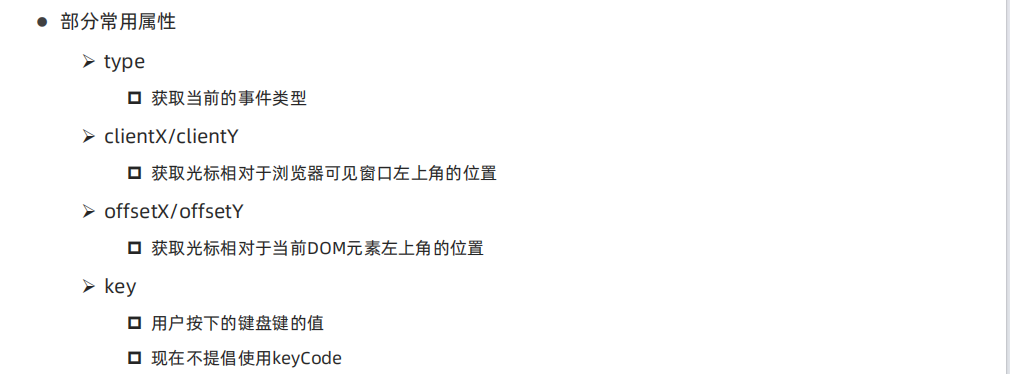 部分常用属性
type
获取当前的事件类型
clientX/clientY
获取光标相对于浏览器可见窗口左上角的位置
offsetX/offsetY
获取光标相对于当前DOM元素左上角的位置
key
用户按下的键盘键的值
现在不提倡使用keyCode